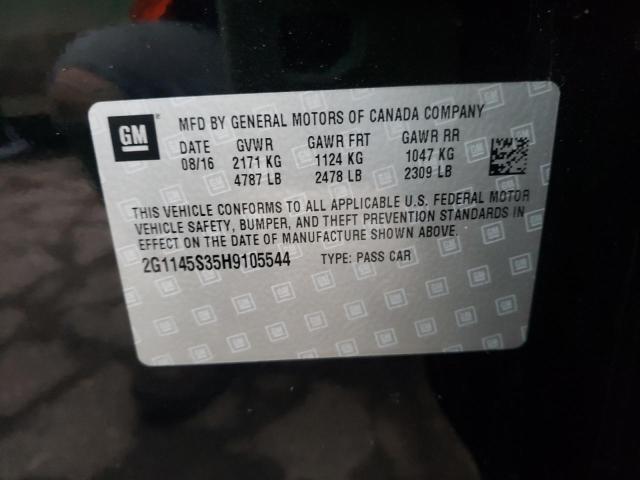 GM
MFD BY GENERAL MOTORS OF CANADA COMPANY
DATE GVWR GAWR FRT GAWR RR
08/16 2171 KG 1124 KG 1047 KG
4787 LB 2478 LB 2309 LB
THIS VEHICLE CONFORMS TO ALL APPLICABLE U.S. FEDERAL MOTOR
VEHICLE SAFETY, BUMPER, AND THEFT PREVENTION STANDARDS IN
EFFECT ON THE DATE OF MANUFACTURE SHOWN ABOVE.
2G1145S35H9105544 TYPE: PASS CAR